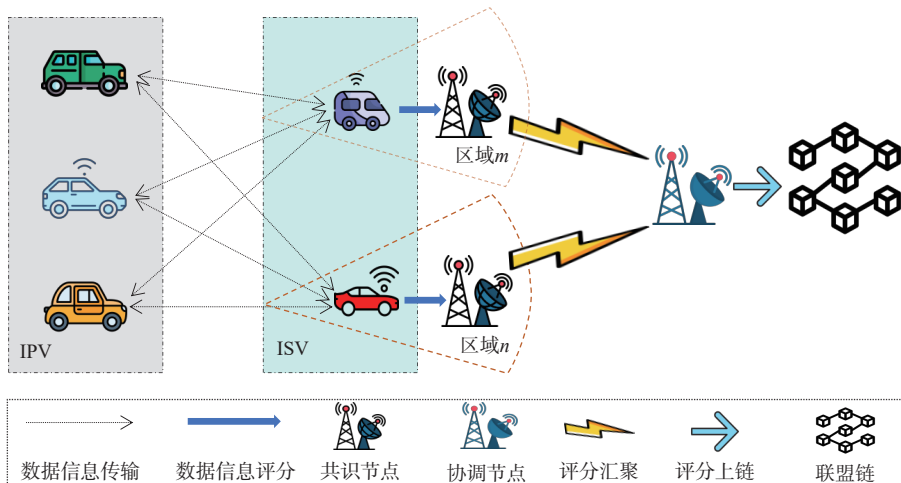 区域m
区域n
IPV
ISV
数据信息传输
数据信息评分
共识节点
协调节点
评分汇聚
评分上链
联盟链